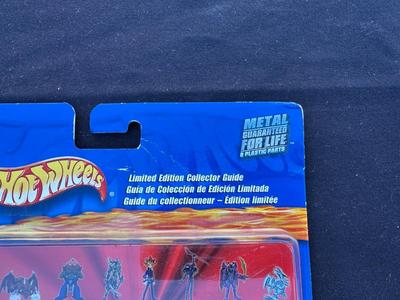 METAL
GUARANTEED
FOR LIFE
& PLASTIC PARTS
HOT WHEELS
®
Limited Edition Collector Guide
Guía de Colección de Edición Limitada
Guide du collectionneur – Édition limitée